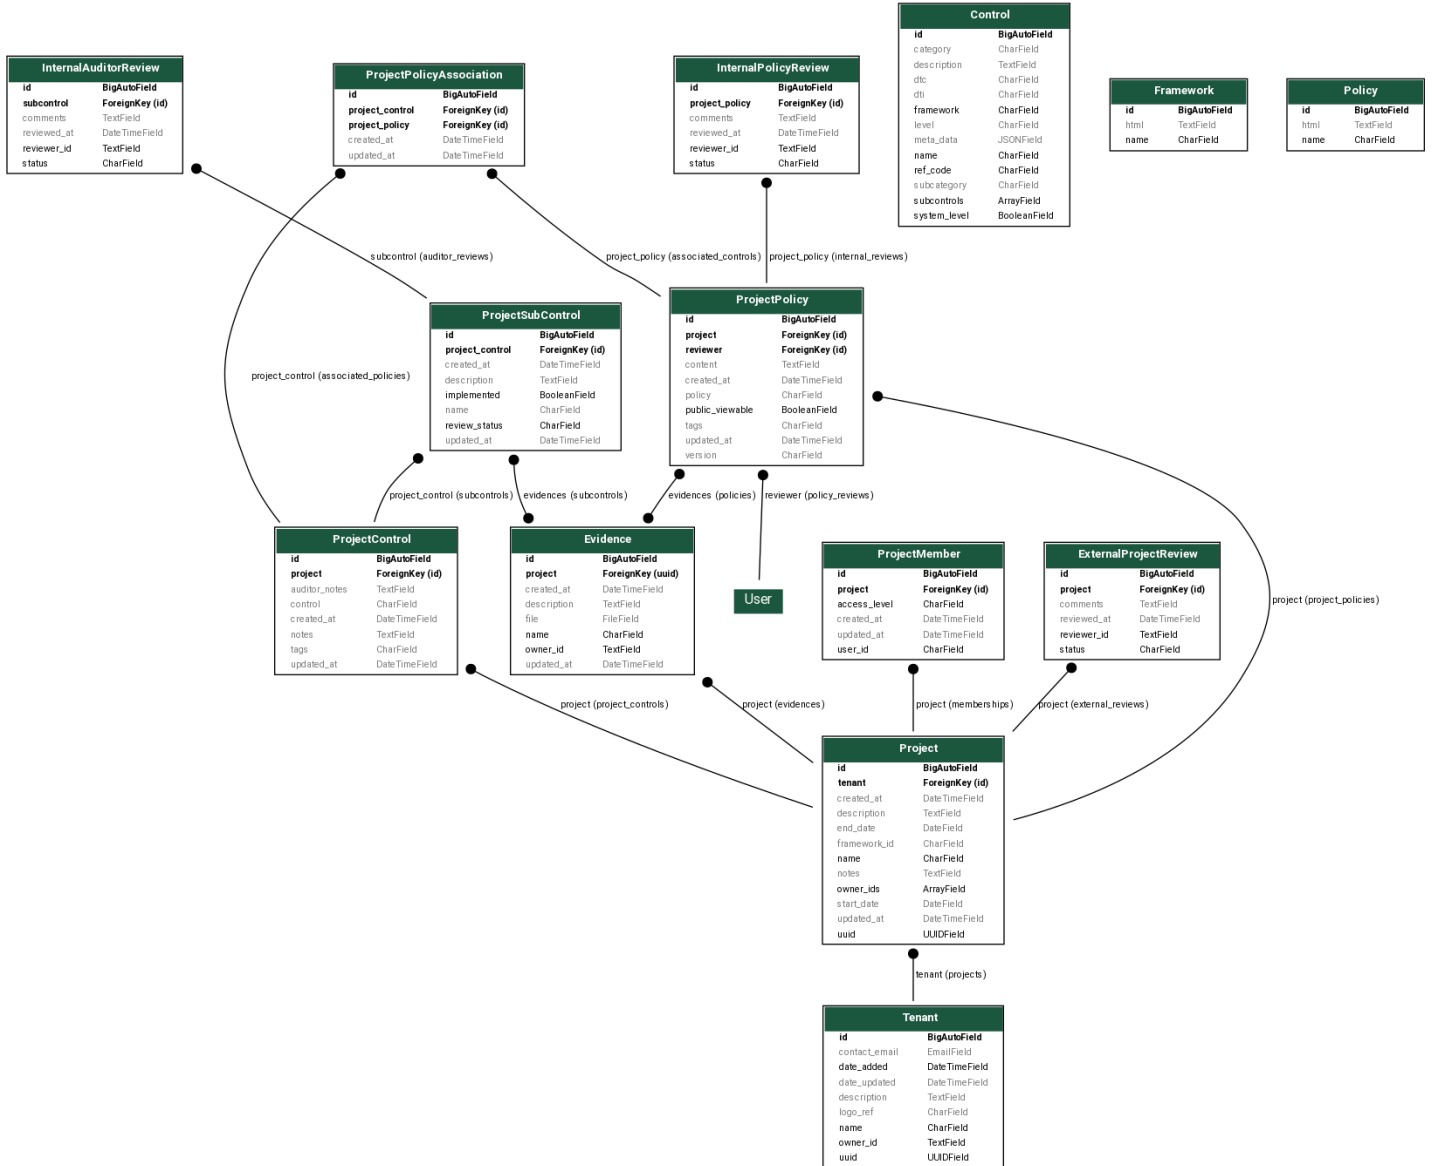 Control
id BigAutoField
category CharField
description TextField
dtc CharField
dti CharField
framework CharField
level CharField
meta_data JSONField
name CharField
ref_code CharField
subcategory CharField
subcontrols ArrayField
system_level BooleanField
InternalAuditorReview
id BigAutoField
subcontrol ForeignKey (id)
comments TextField
reviewed_at DateTimeField
reviewer_id TextField
status CharField
ProjectPolicyAssociation
id BigAutoField
project_control ForeignKey (id)
project_policy ForeignKey (id)
created_at DateTimeField
updated_at DateTimeField
InternalPolicyReview
id BigAutoField
project_policy ForeignKey (id)
comments TextField
reviewed_at DateTimeField
reviewer_id TextField
status CharField
Framework
id BigAutoField
html TextField
name CharField
Policy
id BigAutoField
html TextField
name CharField
subcontrol (auditor_reviews)
project_policy (associated_controls)
project_policy (internal_reviews)
project_control (associated_policies)
ProjectSubControl
id BigAutoField
project_control ForeignKey (id)
created_at DateTimeField
description TextField
implemented BooleanField
name CharField
review_status CharField
updated_at DateTimeField
ProjectPolicy
id BigAutoField
project ForeignKey (id)
reviewer ForeignKey (id)
content TextField
created_at DateTimeField
policy CharField
public_viewable BooleanField
tags CharField
updated_at DateTimeField
version CharField
project_control (subcontrols)
evidences (subcontrols)
evidences (policies)
reviewer (policy_reviews)
ProjectControl
id BigAutoField
project ForeignKey (id)
auditor_notes TextField
control CharField
created_at DateTimeField
notes TextField
tags CharField
updated_at DateTimeField
Evidence
id BigAutoField
project ForeignKey (uuid)
created_at DateTimeField
description TextField
file FileField
name CharField
owner_id TextField
updated_at DateTimeField
User
ProjectMember
id BigAutoField
project ForeignKey (id)
access_level CharField
created_at DateTimeField
updated_at DateTimeField
user_id CharField
ExternalProjectReview
id BigAutoField
project ForeignKey (id)
comments TextField
reviewed_at DateTimeField
reviewer_id TextField
status CharField
project (project_policies)
project (project_controls)
project (evidences)
project (memberships)
project (external_reviews)
Project
id BigAutoField
tenant ForeignKey (id)
created_at DateTimeField
description TextField
end_date DateField
framework_id CharField
name CharField
notes TextField
owner_ids ArrayField
start_date DateField
updated_at DateTimeField
uuid UUIDField
tenant (projects)
Tenant
id BigAutoField
contact_email EmailField
date_added DateTimeField
date_updated DateTimeField
description TextField
logo_ref CharField
name CharField
owner_id TextField
uuid UUIDField